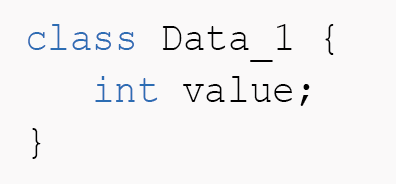 class Data_1 {
   int value;
}